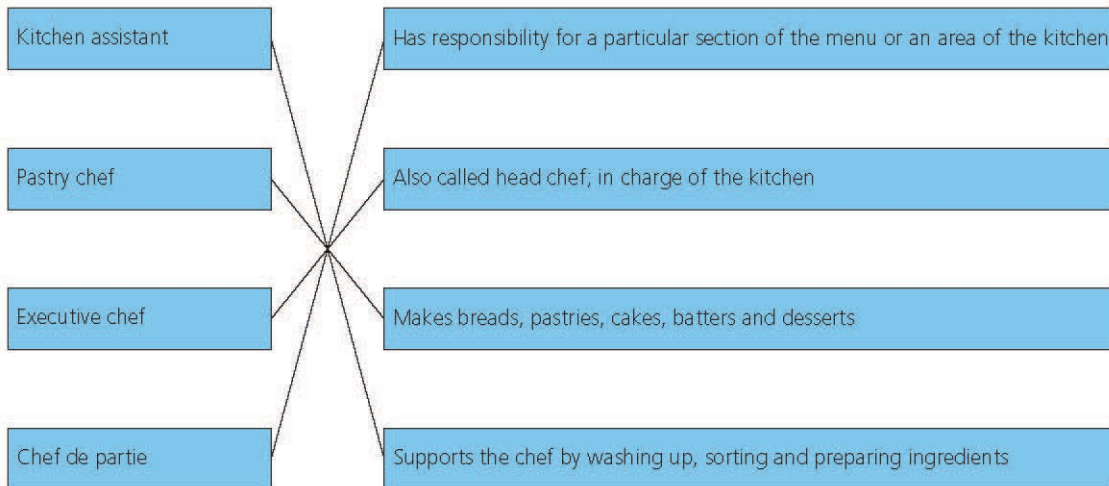 Kitchen assistant
Has responsibility for a particular section of the menu or an area of the kitchen
Pastry chef
Also called head chef; in charge of the kitchen
Executive chef
Makes breads, pastries, cakes, batters and desserts
Chef de partie
Supports the chef by washing up, sorting and preparing ingredients